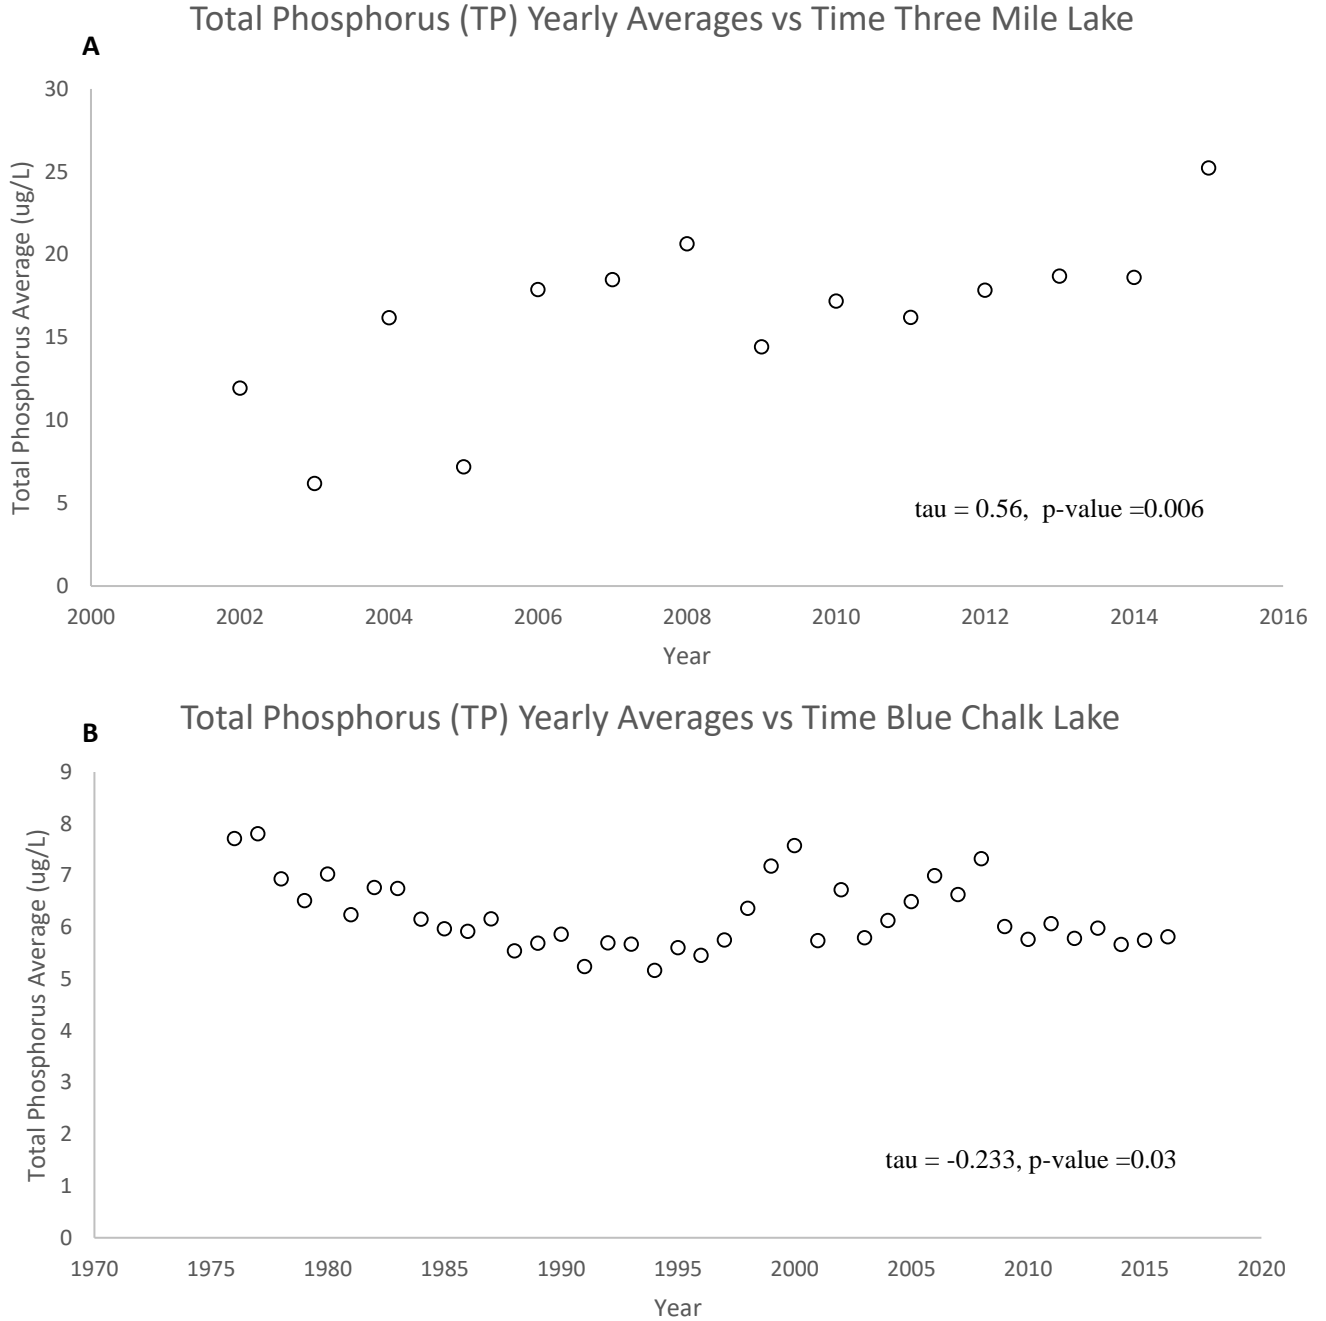 Total Phosphorus (TP) Yearly Averages vs Time Three Mile Lake
A
30
25
20
15
10
5
0
Total Phosphorus Average (ug/L)
tau = 0.56,  p-value =0.006
2000 2002 2004 2006 2008 2010 2012 2014 2016
Year
Total Phosphorus (TP) Yearly Averages vs Time Blue Chalk Lake
B
9
8
7
6
5
4
3
2
1
0
Total Phosphorus Average (ug/L)
tau = -0.233, p-value =0.03
1970 1975 1980 1985 1990 1995 2000 2005 2010 2015 2020
Year